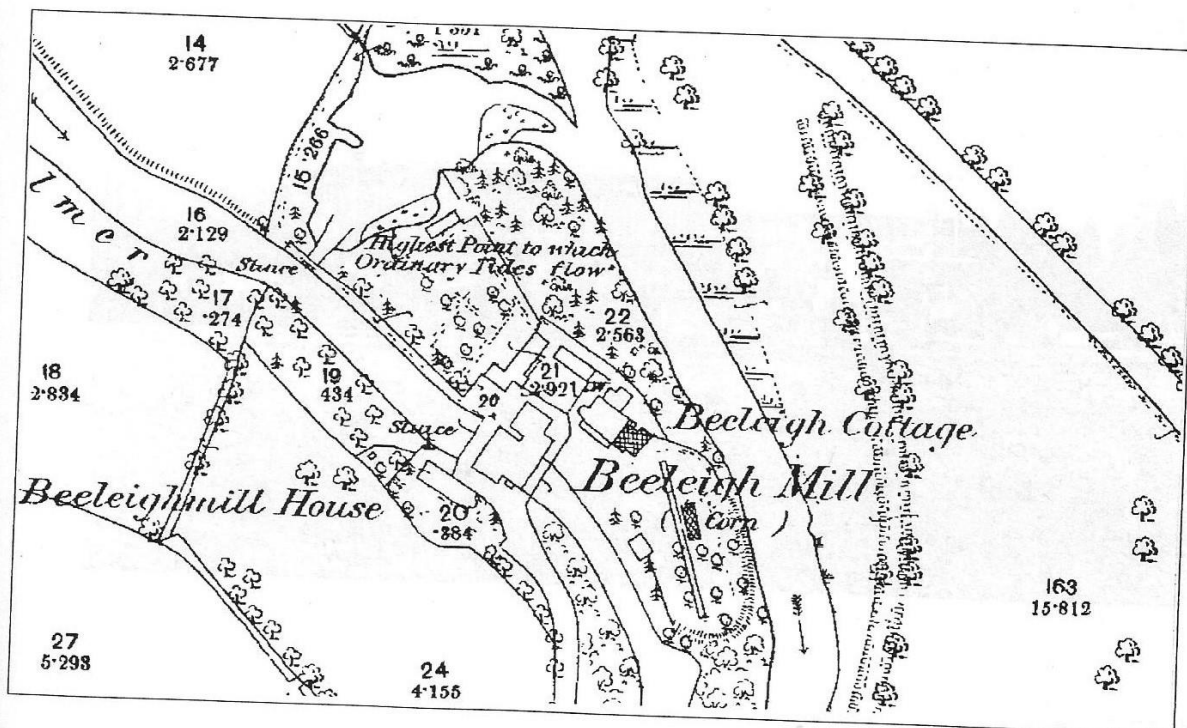 14
2·677
15 ·266
16
2·129
lmer
Sluice
17
·274
Highest Point to which
Ordinary Tides flow
22
2·563
18
2·834
19
434
21
2·921
20
Sluice
Beeleigh Cottage
Beeleighmill House
Beeleigh Mill
( Corn )
20
·384
163
15·812
27
5·293
24
4·155